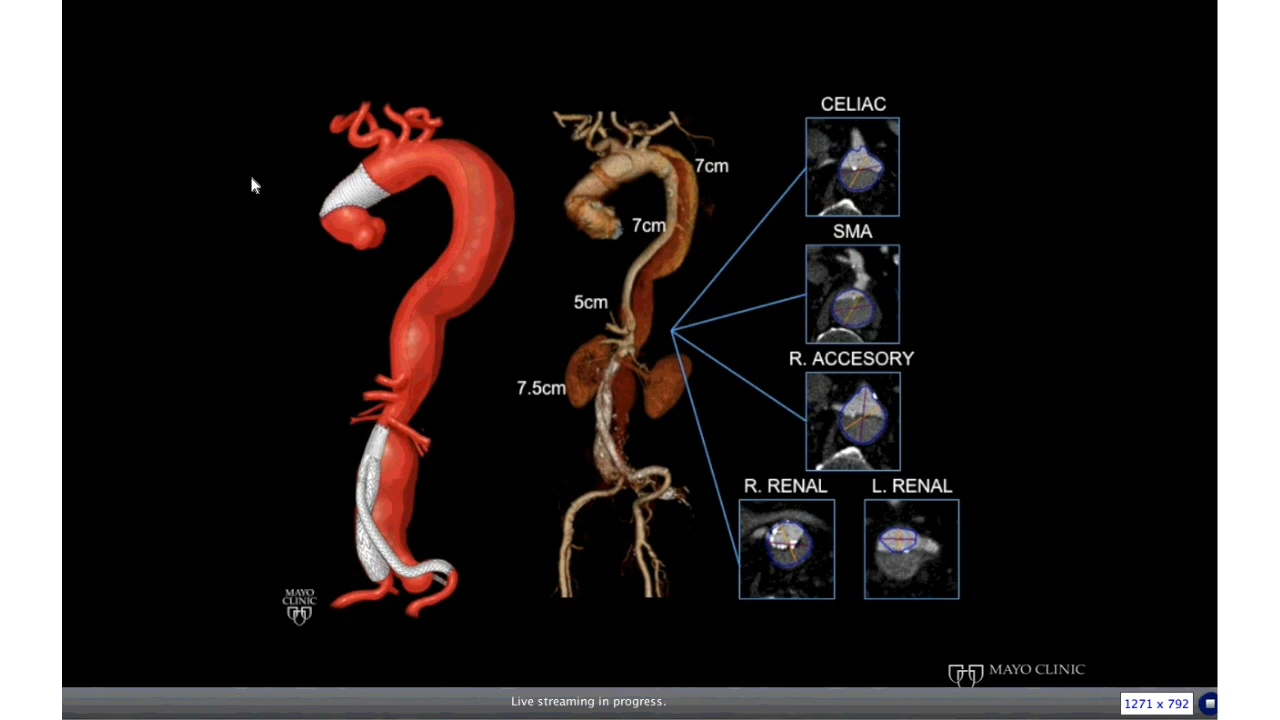 CELIAC
7cm
SMA
7cm
5cm
R. ACCESORY
7.5cm
R. RENAL
L. RENAL
MAYO
CLINIC
MAYO CLINIC
Live streaming in progress.
1271 x 792